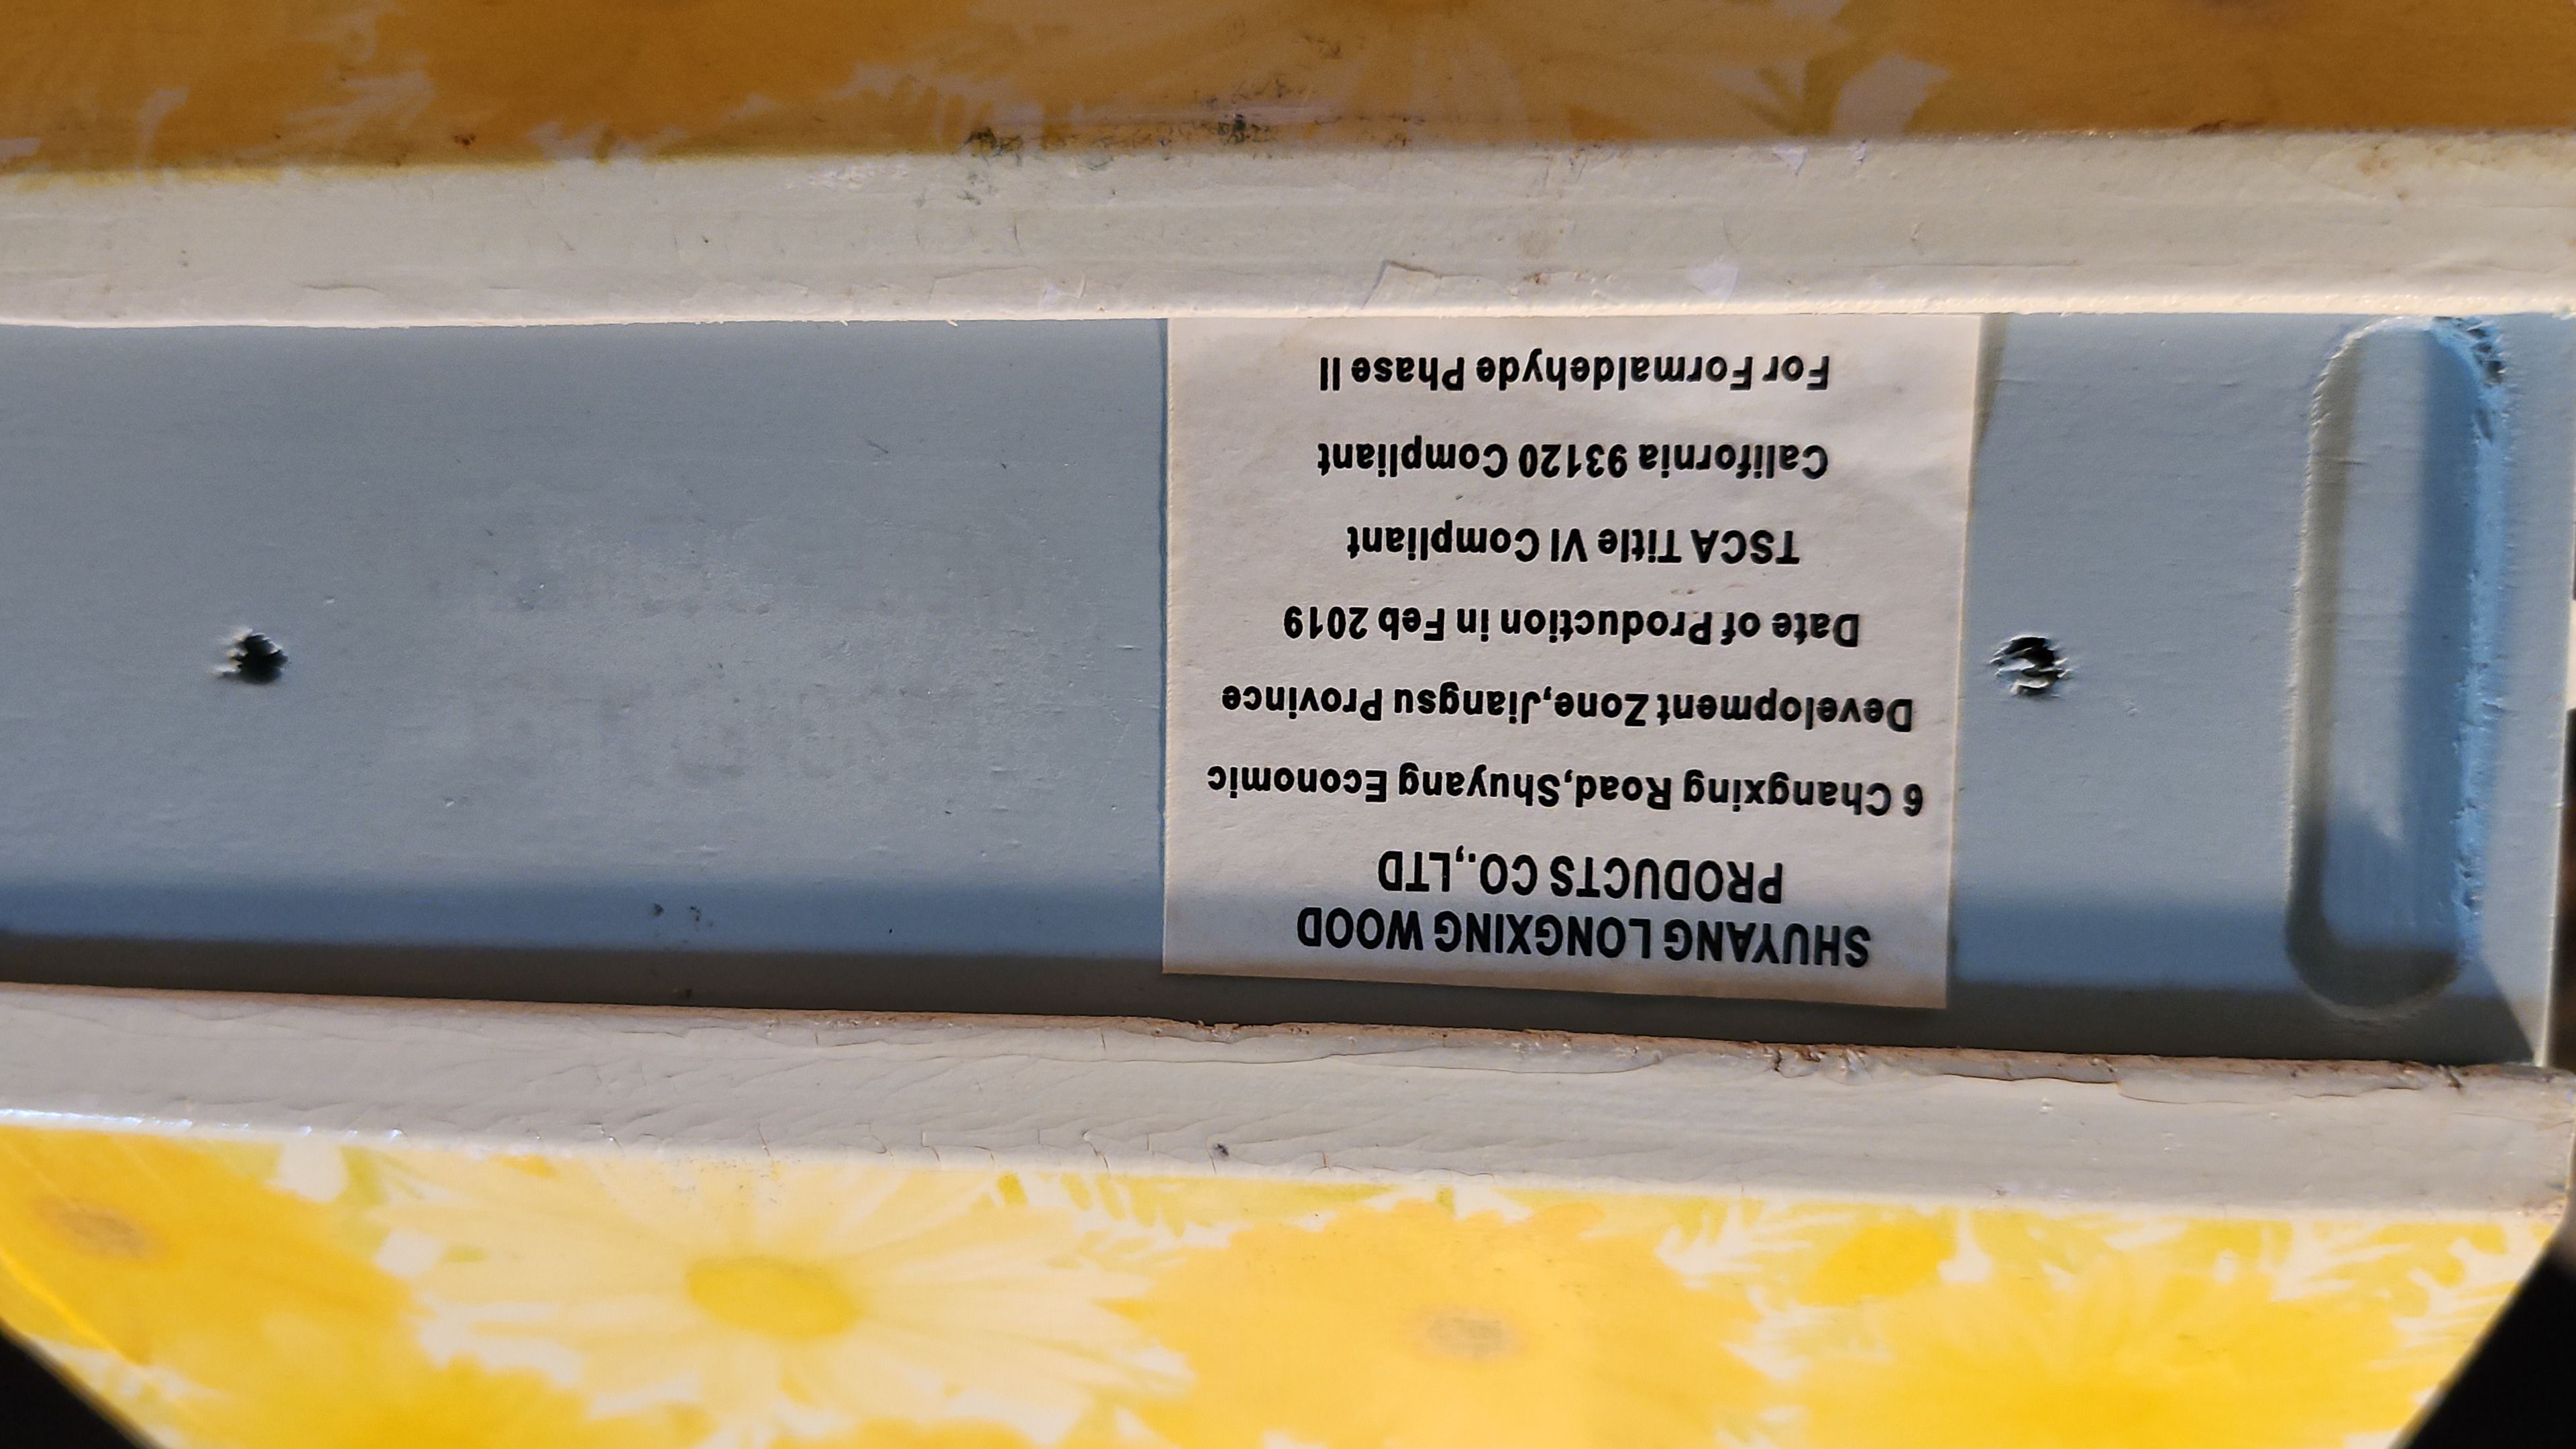 SHUYANG LONGXING WOOD
PRODUCTS CO.,LTD
6 Changxing Road,Shuyang Economic
Development Zone,Jiangsu Province
Date of Production in Feb 2019
TSCA Title VI Compliant
California 93120 Compliant
For Formaldehyde Phase II